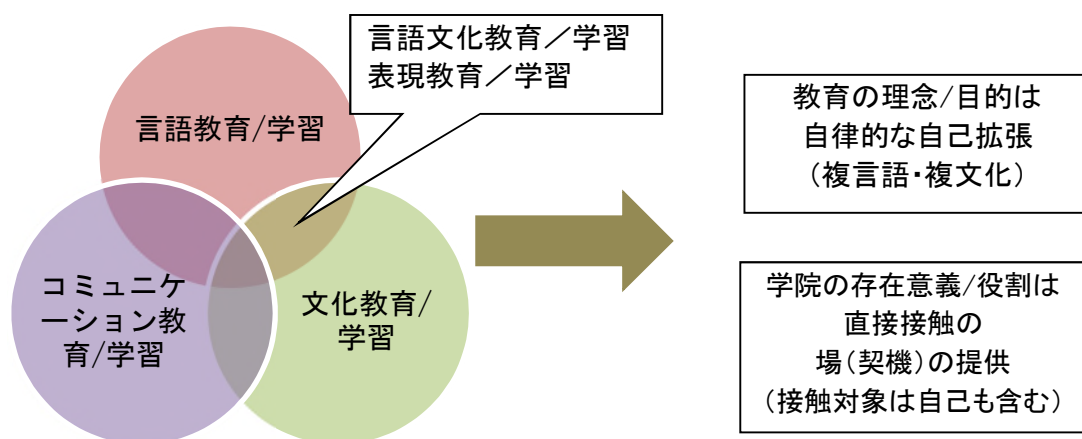 言語文化教育／学習
表現教育／学習
言語教育/学習
コミュニケ
ーション教
育/学習
文化教育/
学習
教育の理念/目的は
自律的な自己拡張
（複言語・複文化）
学院の存在意義/役割は
直接接触の
場（契機）の提供
（接触対象は自己も含む）